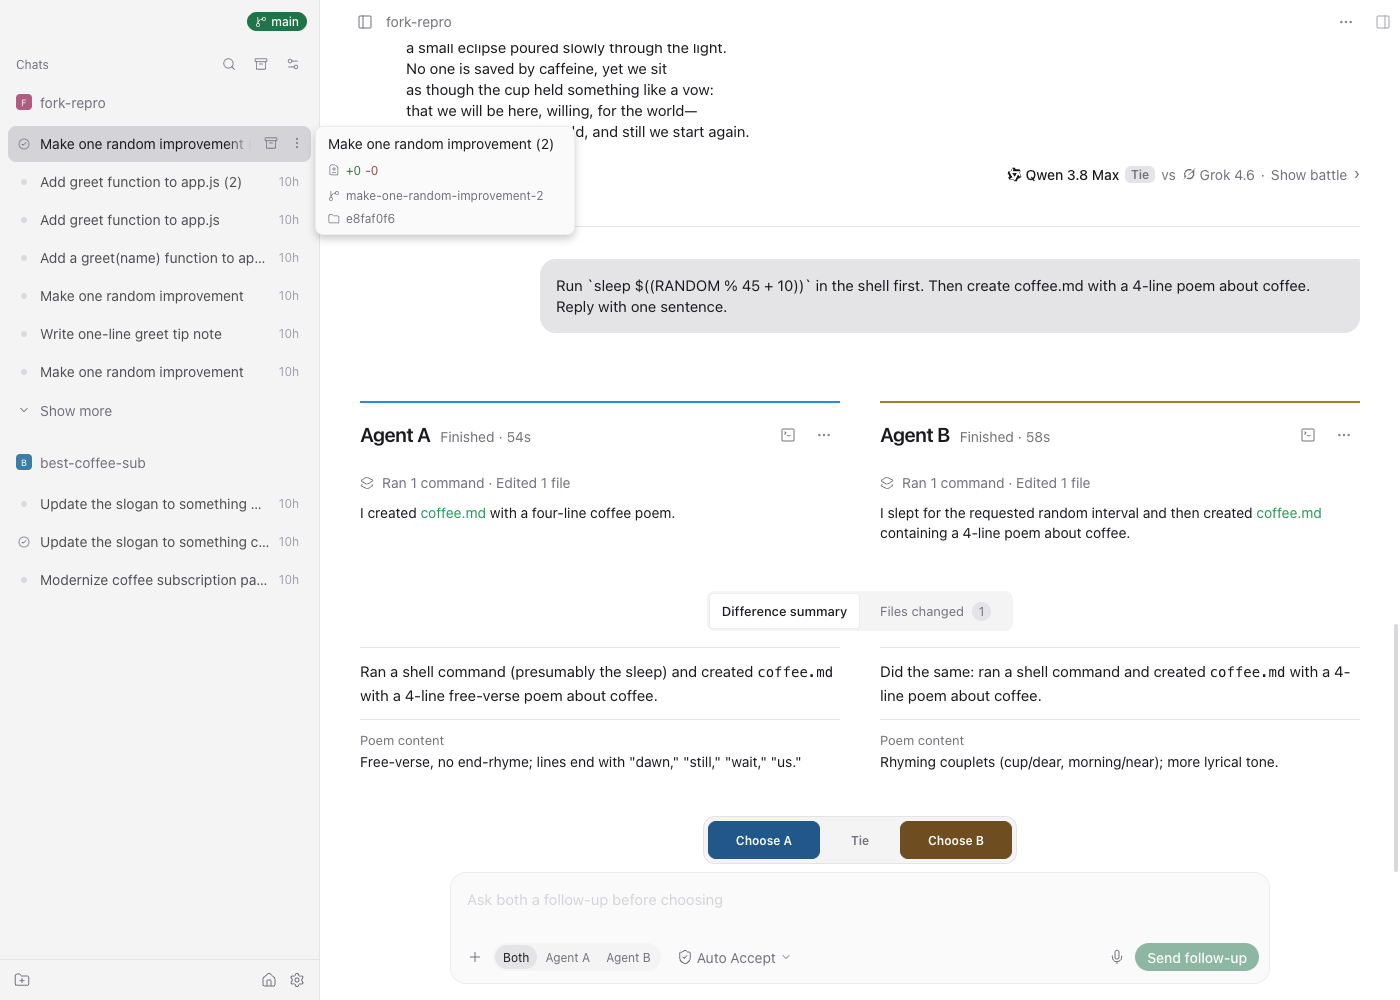 main
Chats
F fork-repro
Make one random improvement
Add greet function to app.js (2) 10h
Add greet function to app.js 10h
Add a greet(name) function to ap... 10h
Make one random improvement 10h
Write one-line greet tip note 10h
Make one random improvement 10h
Show more
B best-coffee-sub
Update the slogan to something ... 10h
Update the slogan to something c... 10h
Modernize coffee subscription pa... 10h
Make one random improvement (2)
+0 -0
make-one-random-improvement-2
e8faf0f6
fork-repro
a small eclipse poured slowly through the light.
No one is saved by caffeine, yet we sit
as though the cup held something like a vow:
that we will be here, willing, for the world—
ld, and still we start again.
Qwen 3.8 Max Tie vs Grok 4.6 · Show battle
Run `sleep $((RANDOM % 45 + 10))` in the shell first. Then create coffee.md with a 4-line poem about coffee.
Reply with one sentence.
Agent A Finished · 54s
Ran 1 command · Edited 1 file
I created coffee.md with a four-line coffee poem.
Agent B Finished · 58s
Ran 1 command · Edited 1 file
I slept for the requested random interval and then created coffee.md
containing a 4-line poem about coffee.
Difference summary Files changed 1
Ran a shell command (presumably the sleep) and created coffee.md
with a 4-line free-verse poem about coffee.
Poem content
Free-verse, no end-rhyme; lines end with "dawn," "still," "wait," "us."
Did the same: ran a shell command and created coffee.md with a 4-
line poem about coffee.
Poem content
Rhyming couplets (cup/dear, morning/near); more lyrical tone.
Choose A Tie Choose B
Ask both a follow-up before choosing
Both Agent A Agent B Auto Accept Send follow-up